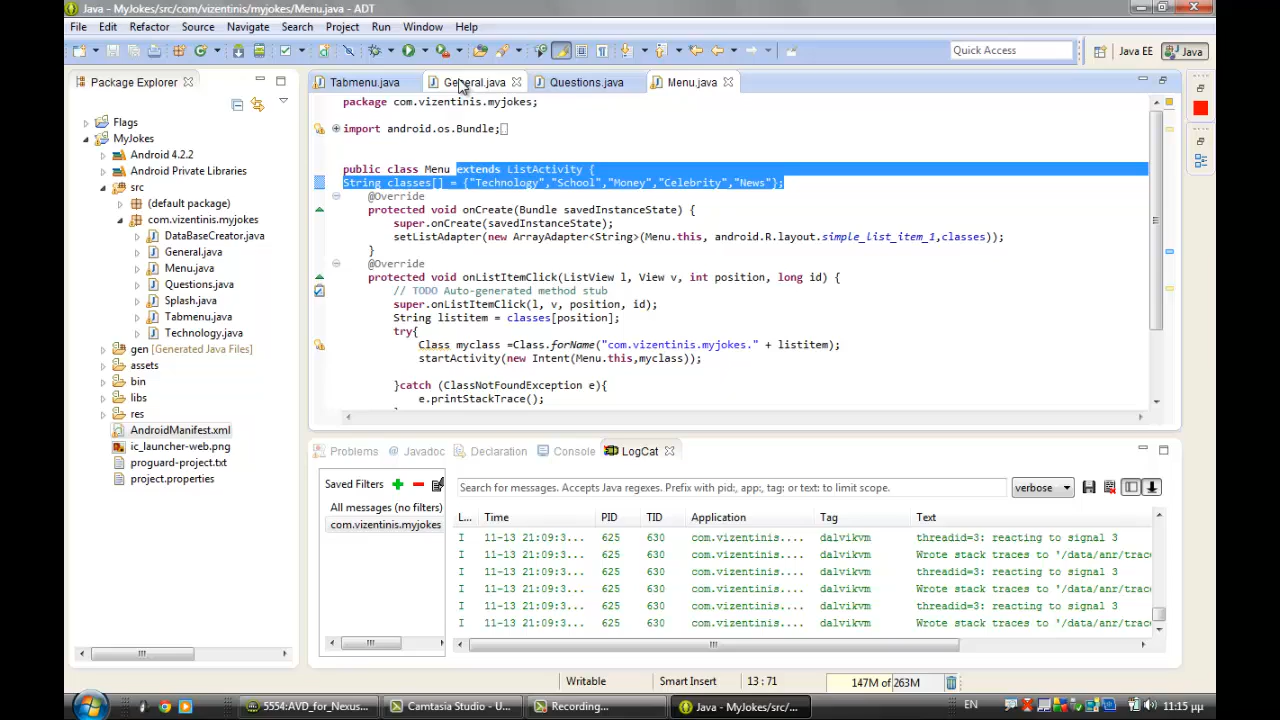 Java - MyJokes/src/com/vizentinis/myjokes/Menu.java - ADT
File Edit Refactor Source Navigate Search Project Run Window Help
Quick Access Java EE Java
Package Explorer
Tabmenu.java General.java Questions.java Menu.java
Flags
MyJokes
Android 4.2.2
Android Private Libraries
src
(default package)
com.vizentinis.myjokes
DataBaseCreator.java
General.java
Menu.java
Questions.java
Splash.java
Tabmenu.java
Technology.java
gen [Generated Java Files]
assets
bin
libs
res
AndroidManifest.xml
ic_launcher-web.png
proguard-project.txt
project.properties
package com.vizentinis.myjokes;
import android.os.Bundle;
public class Menu extends ListActivity {
String classes[] = {"Technology","School","Money","Celebrity","News"};
@Override
protected void onCreate(Bundle savedInstanceState) {
super.onCreate(savedInstanceState);
setListAdapter(new ArrayAdapter<String>(Menu.this, android.R.layout.simple_list_item_1,classes));
}
@Override
protected void onListItemClick(ListView l, View v, int position, long id) {
// TODO Auto-generated method stub
super.onListItemClick(l, v, position, id);
String listitem = classes[position];
try{
Class myclass =Class.forName("com.vizentinis.myjokes." + listitem);
startActivity(new Intent(Menu.this,myclass));
}catch (ClassNotFoundException e){
e.printStackTrace();
Problems Javadoc Declaration Console LogCat
Saved Filters
All messages (no filters)
com.vizentinis.myjokes
Search for messages. Accepts Java regexes. Prefix with pid:, app:, tag: or text: to limit scope. verbose
L... Time PID TID Application Tag Text
I 11-13 21:09:3... 625 630 com.vizentinis.... dalvikvm threadid=3: reacting to signal 3
I 11-13 21:09:3... 625 630 com.vizentinis.... dalvikvm Wrote stack traces to '/data/anr/trac
I 11-13 21:09:3... 625 630 com.vizentinis.... dalvikvm threadid=3: reacting to signal 3
I 11-13 21:09:3... 625 630 com.vizentinis.... dalvikvm Wrote stack traces to '/data/anr/trac
I 11-13 21:09:3... 625 630 com.vizentinis.... dalvikvm threadid=3: reacting to signal 3
I 11-13 21:09:3... 625 630 com.vizentinis.... dalvikvm Wrote stack traces to '/data/anr/trac
Writable Smart Insert 13 : 71 147M of 263M
5554:AVD_for_Nexus... Camtasia Studio - U... Recording... Java - MyJokes/src/... EN 11:15 μμ